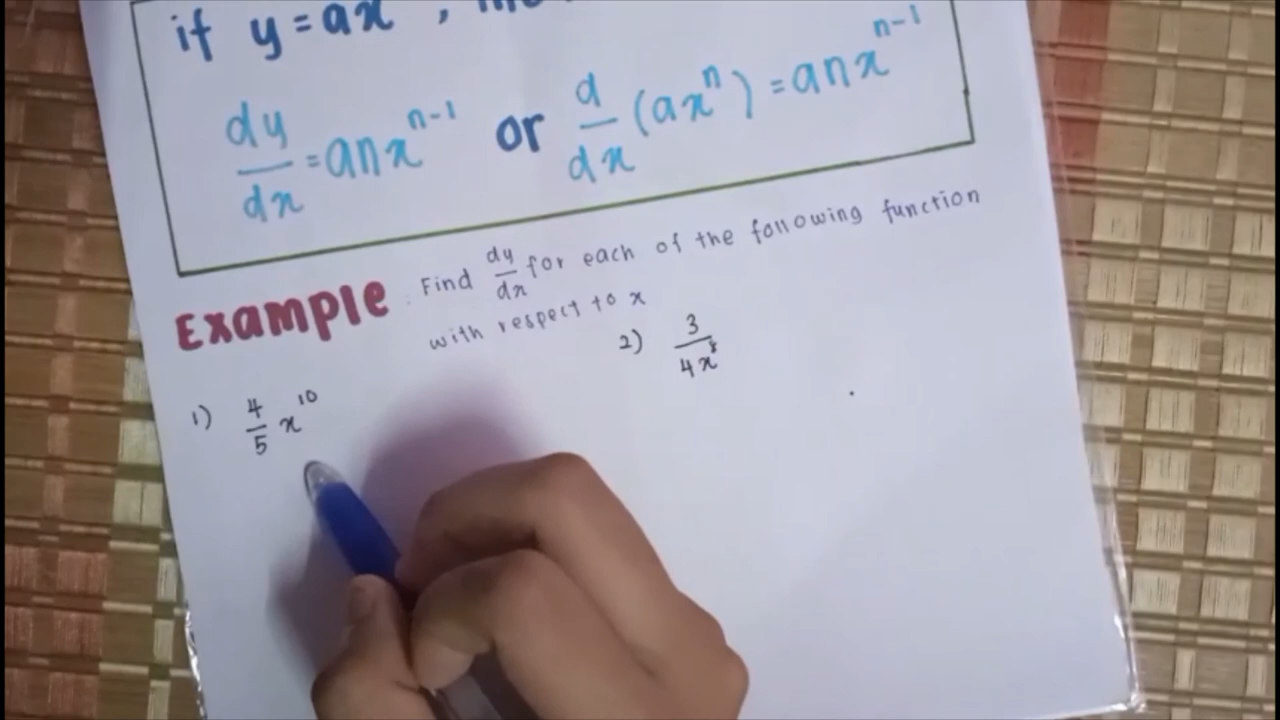 if y = ax ,
dy/dx = anx^(n-1) or d/dx (ax^n) = anx^(n-1)
Example : Find dy/dx for each of the following function
with respect to x
1) 4/5 x^10
2) 3/(4x^8)